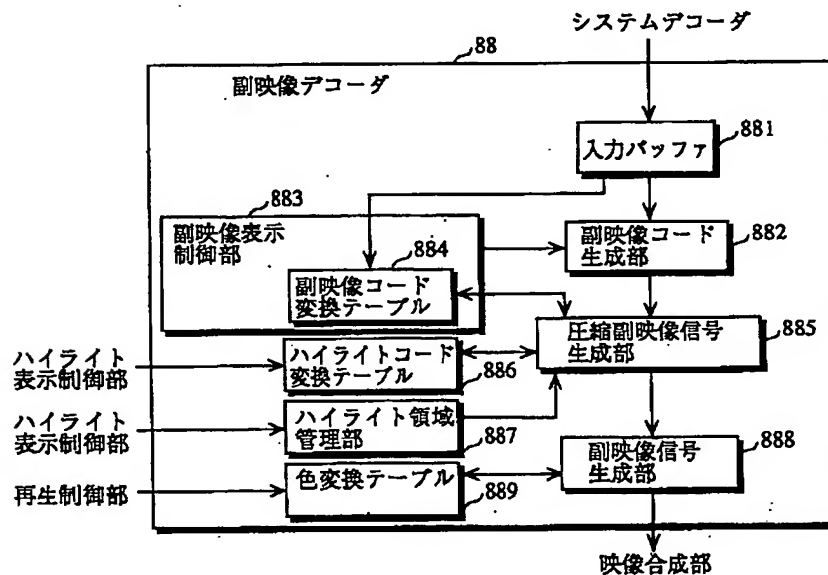 システムデコーダ
88
副映像デコーダ
881
入力バッファ
883
副映像表示
制御部
884
副映像コード
変換テーブル
副映像コード
生成部
882
圧縮副映像信号
生成部
885
ハイライト
表示制御部
ハイライトコード
変換テーブル
886
ハイライト
表示制御部
ハイライト領域
管理部
887
副映像信号
生成部
888
再生制御部
色変換テーブル
889
映像合成部